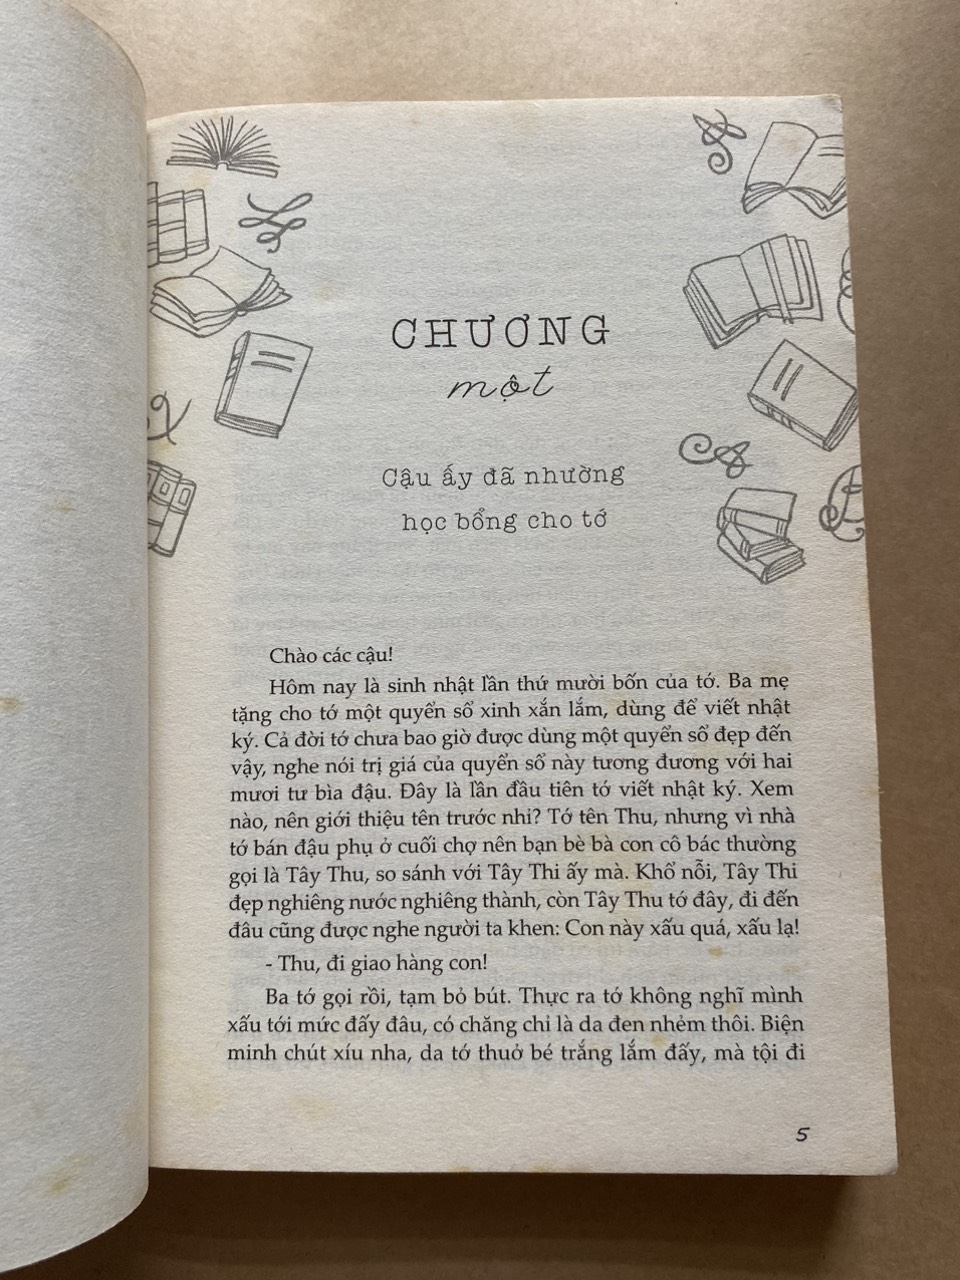 CHƯƠNG
một
Cậu ấy đã nhường
học bổng cho tớ
Chào các cậu!
Hôm nay là sinh nhật lần thứ mười bốn của tớ. Ba mẹ
tặng cho tớ một quyển sổ xinh xắn lắm, dùng để viết nhật
ký. Cả đời tớ chưa bao giờ được dùng một quyển sổ đẹp đến
vậy, nghe nói trị giá của quyển sổ này tương đương với hai
mươi tư bìa đậu. Đây là lần đầu tiên tớ viết nhật ký. Xem
nào, nên giới thiệu tên trước nhỉ? Tớ tên Thu, nhưng vì nhà
tớ bán đậu phụ ở cuối chợ nên bạn bè bà con cô bác thường
gọi là Tây Thu, so sánh với Tây Thi ấy mà. Khổ nỗi, Tây Thi
đẹp nghiêng nước nghiêng thành, còn Tây Thu tớ đây, đi đến
đâu cũng được nghe người ta khen: Con này xấu quá, xấu lạ!
- Thu, đi giao hàng con!
Ba tớ gọi rồi, tạm bỏ bút. Thực ra tớ không nghĩ mình
xấu tới mức đấy đâu, có chăng chỉ là da đen nhẻm thôi. Biện
minh chút xíu nha, da tớ thuở bé trắng lắm đấy, mà tội đi
5